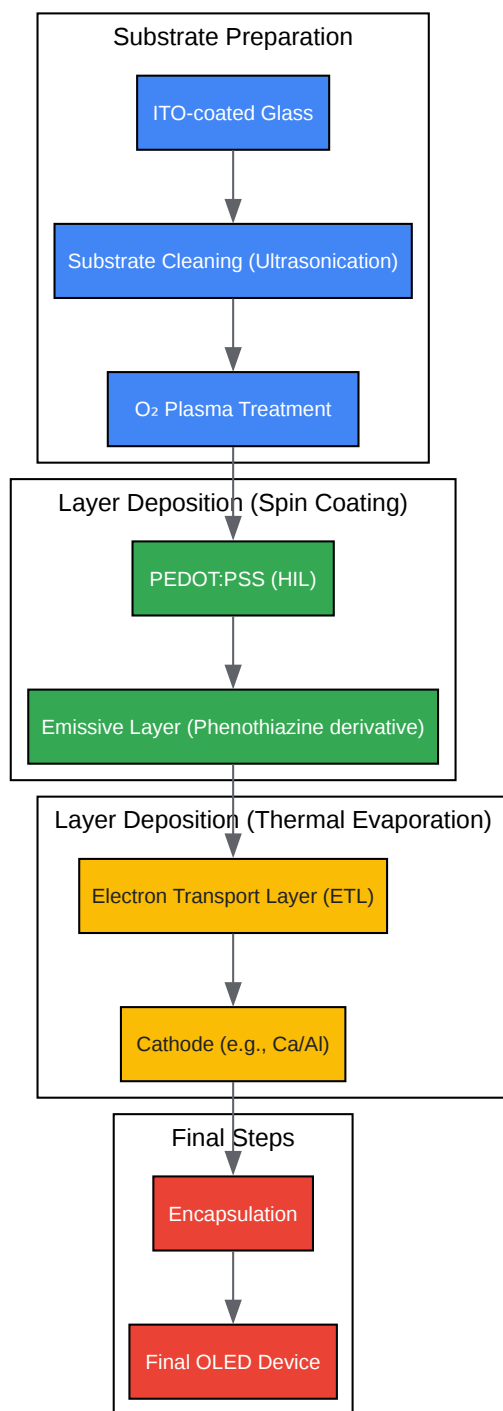 Substrate Preparation
ITO-coated Glass
Substrate Cleaning (Ultrasonication)
O₂ Plasma Treatment
Layer Deposition (Spin Coating)
PEDOT:PSS (HIL)
Emissive Layer (Phenothiazine derivative)
Layer Deposition (Thermal Evaporation)
Electron Transport Layer (ETL)
Cathode (e.g., Ca/Al)
Final Steps
Encapsulation
Final OLED Device